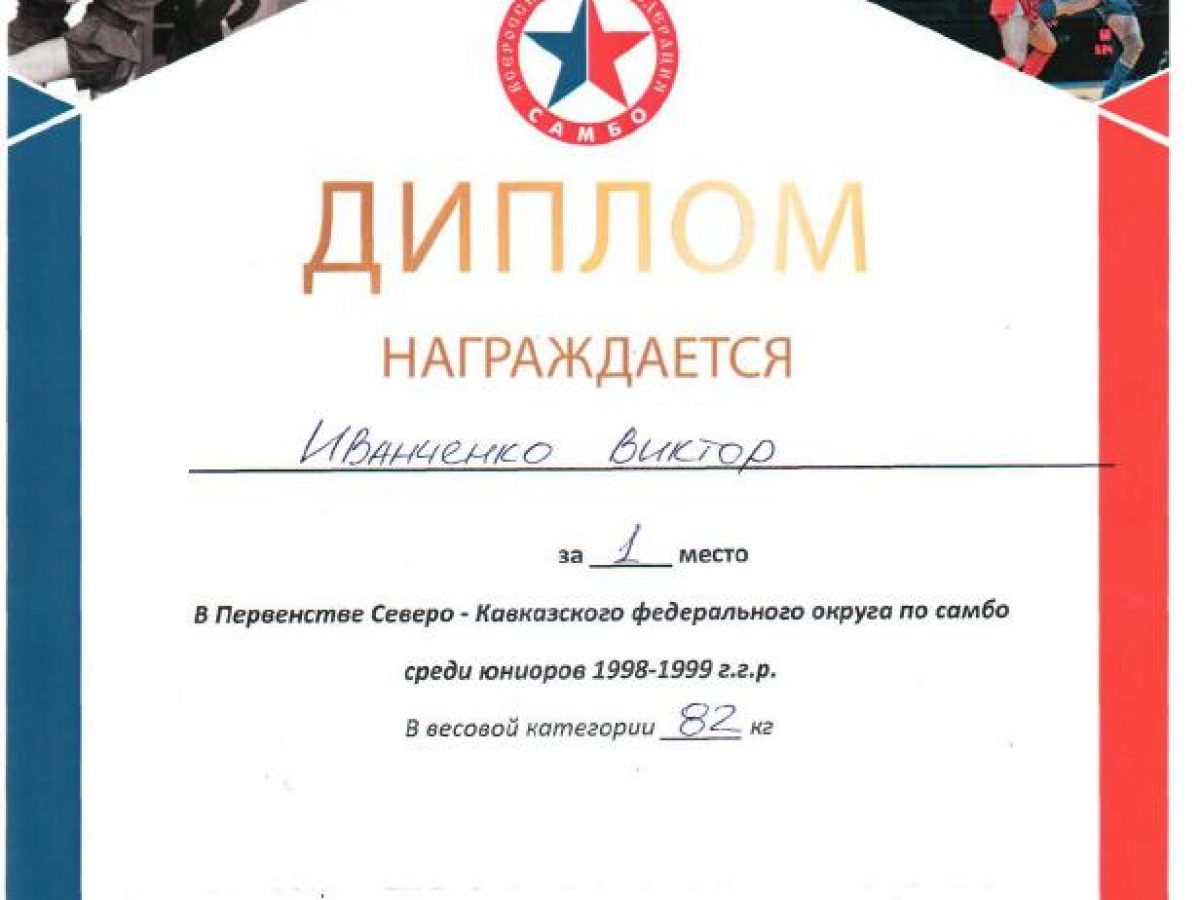 САМБО
ДИПЛОМ
НАГРАЖДАЕТСЯ
Иванченко Виктор
за 1 место
В Первенстве Северо - Кавказского федерального округа по самбо
среди юниоров 1998-1999 г.г.р.
В весовой категории 82 кг